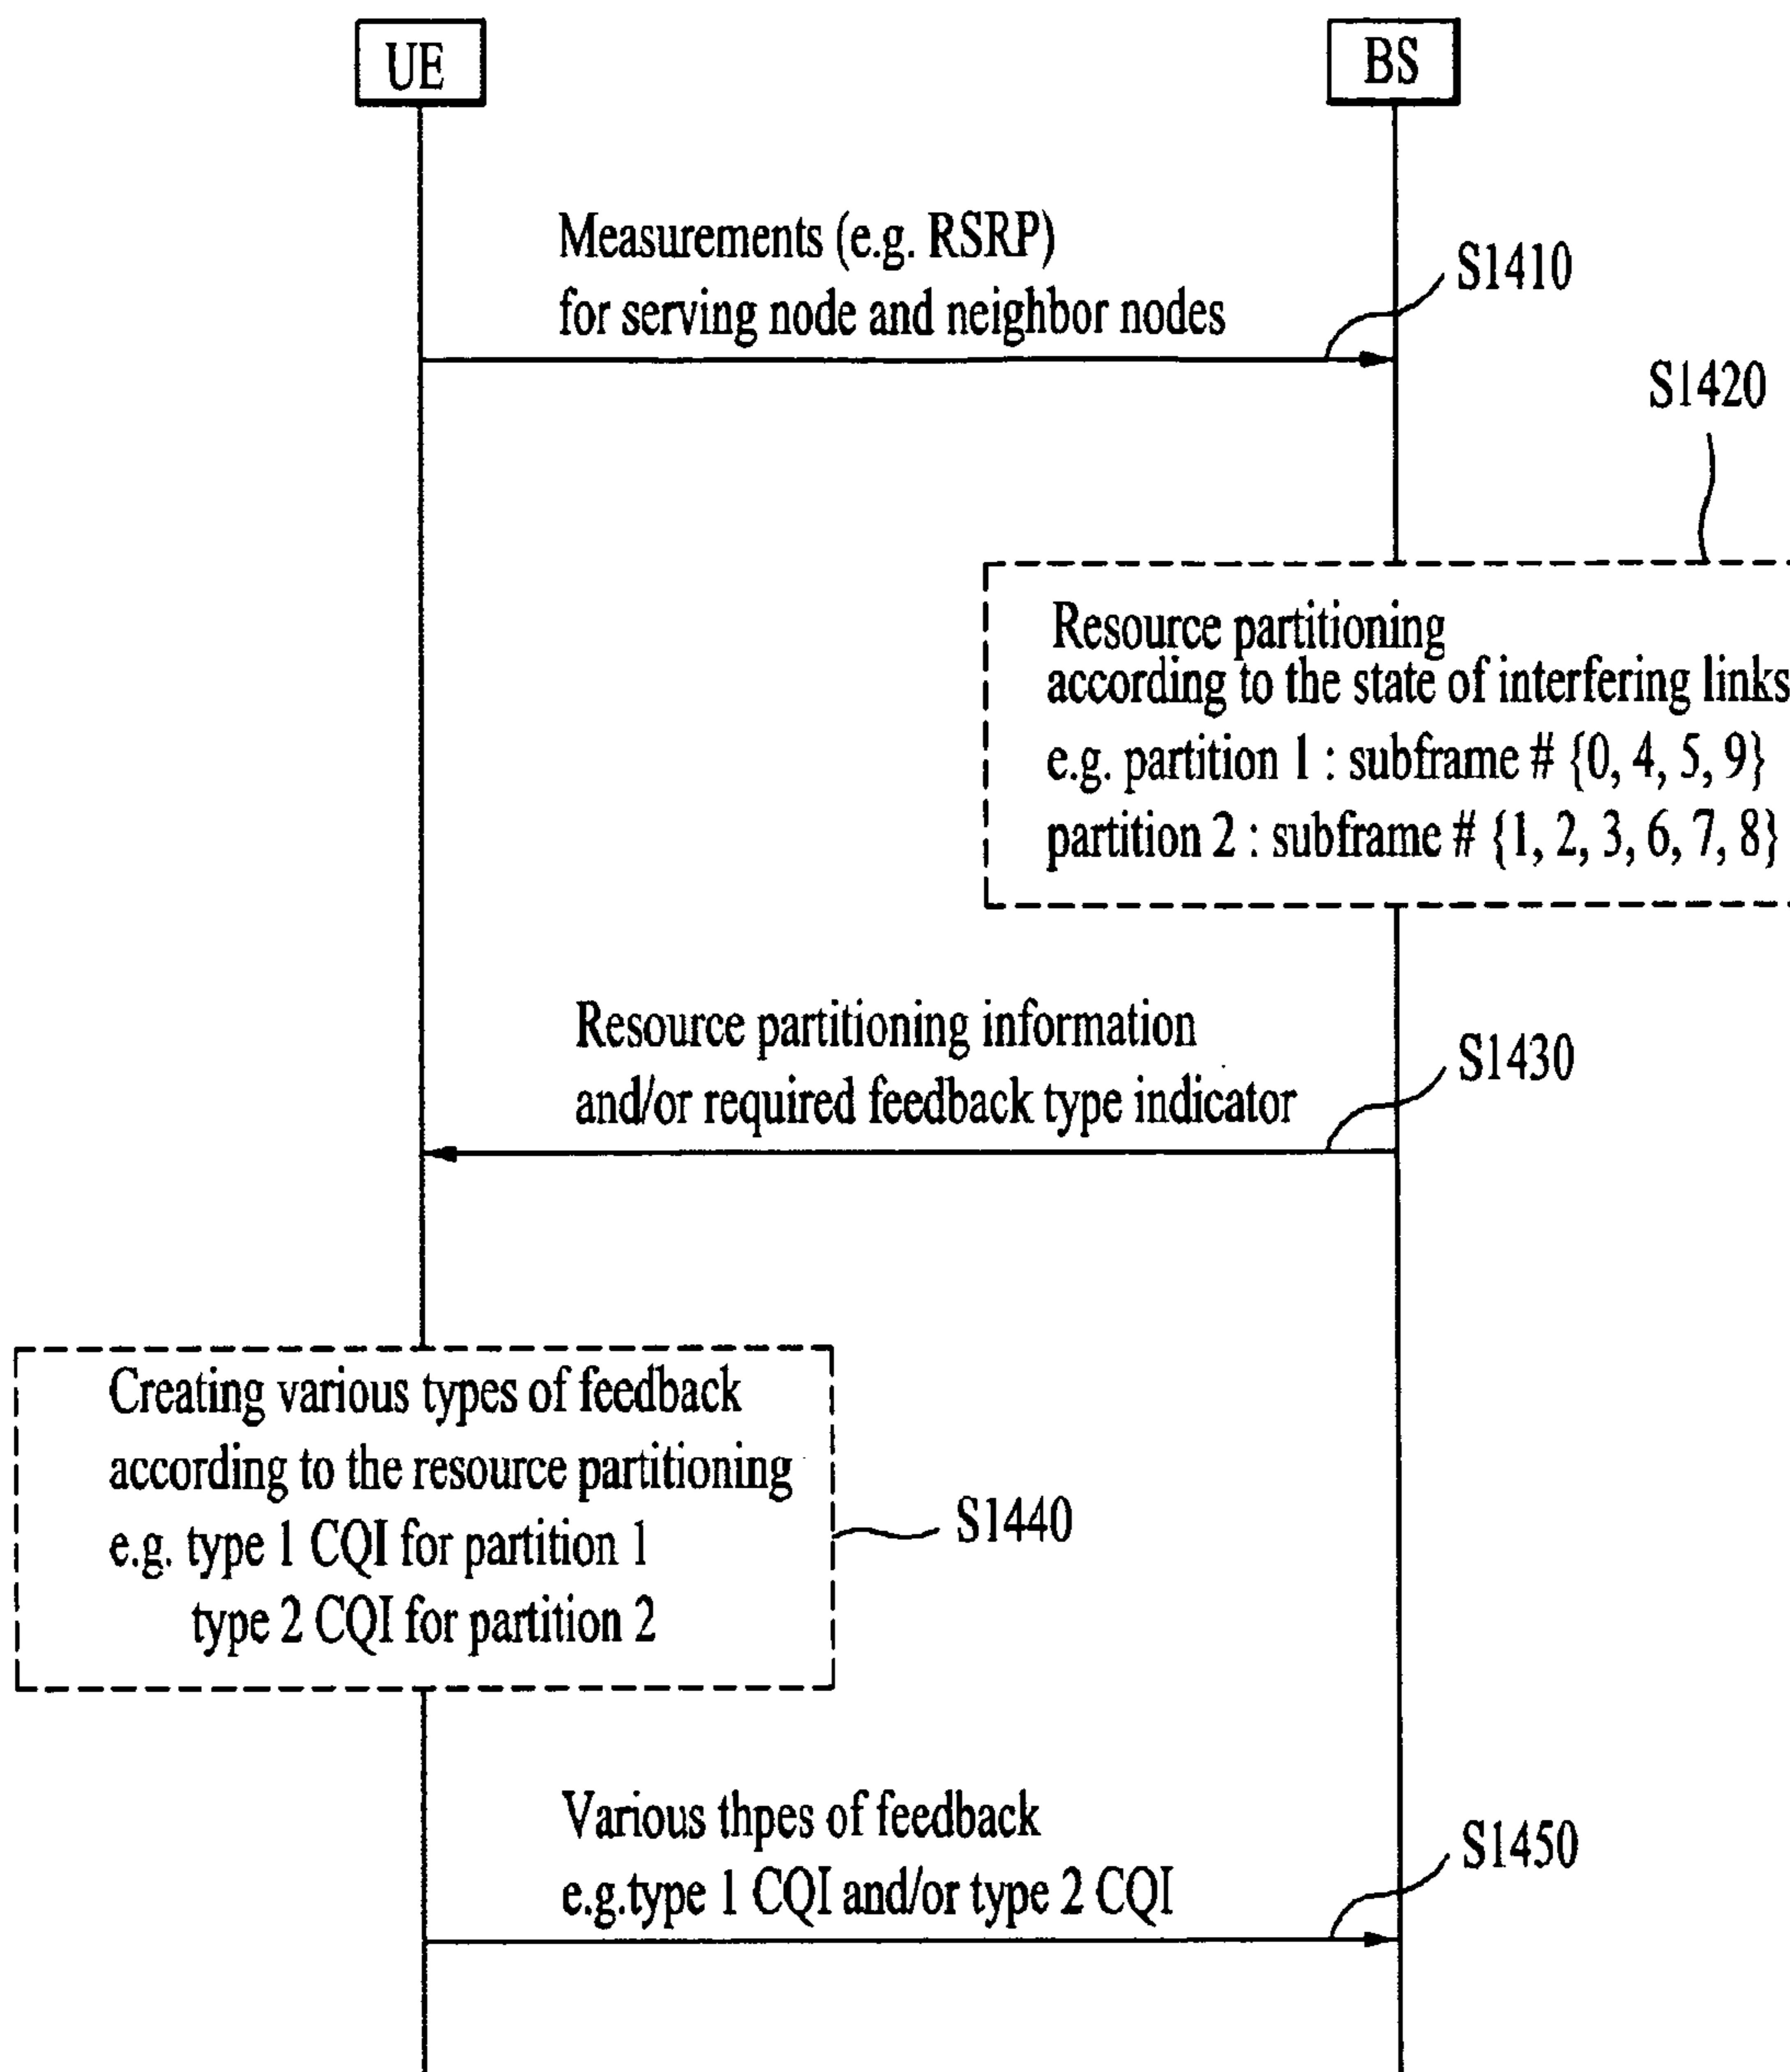 UE
BS
Measurements (e.g. RSRP)
for serving node and neighbor nodes
S1410
S1420
Resource partitioning
according to the state of interfering links
e.g. partition 1 : subframe # {0, 4, 5, 9}
partition 2 : subframe # {1, 2, 3, 6, 7, 8}
Resource partitioning information
and/or required feedback type indicator
S1430
Creating various types of feedback
according to the resource partitioning
e.g. type 1 CQI for partition 1
type 2 CQI for partition 2
S1440
Various thpes of feedback
e.g.type 1 CQI and/or type 2 CQI
S1450